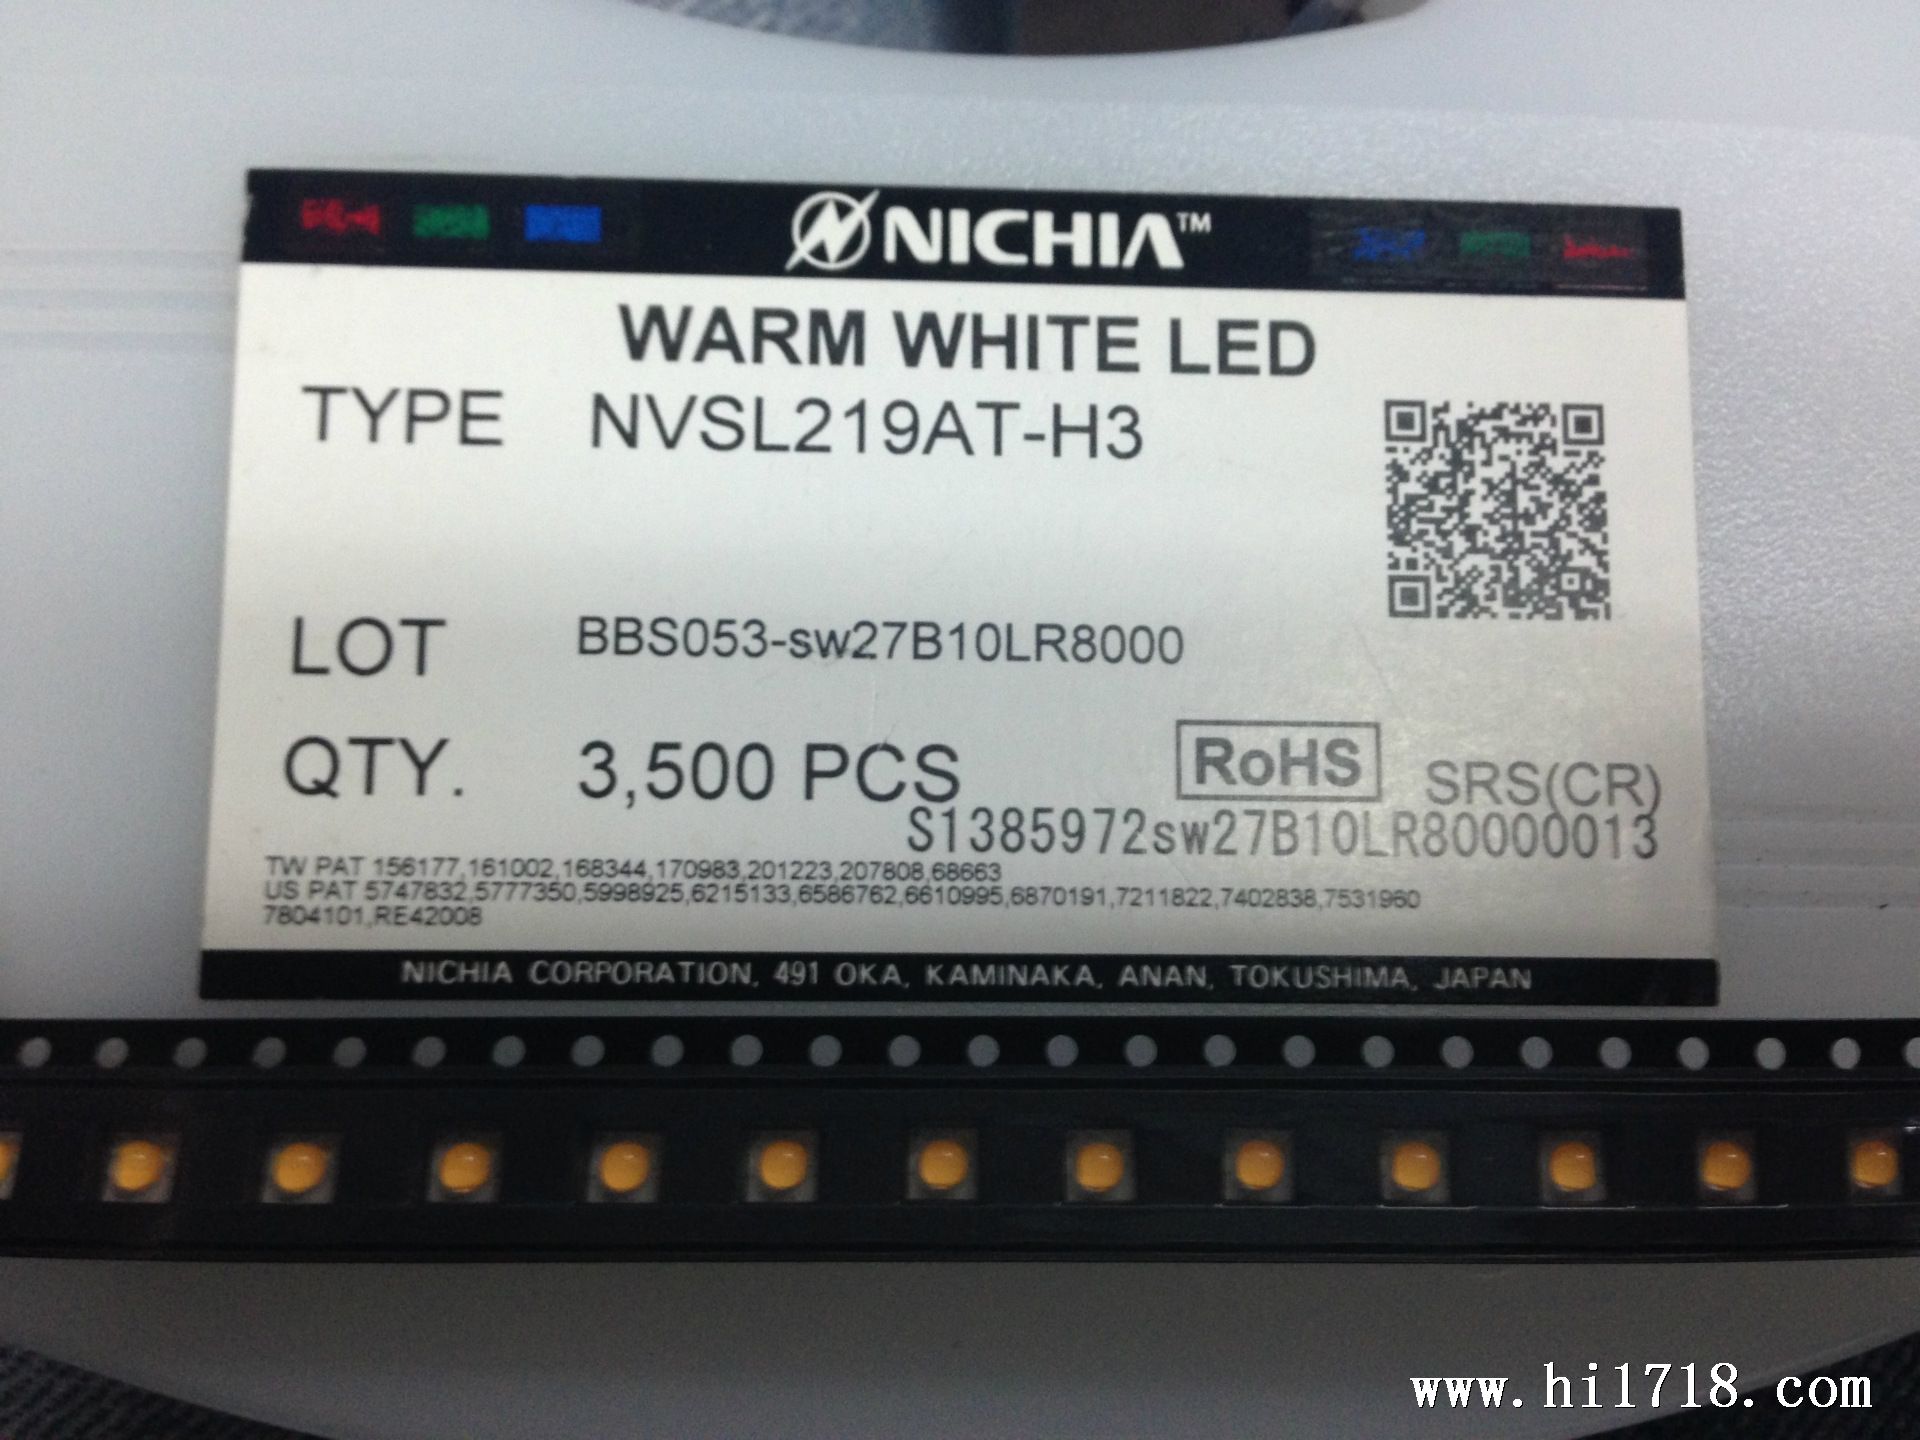 NICHIA™
WARM WHITE LED
TYPE NVSL219AT-H3
LOT BBS053-sw27B10LR8000
QTY. 3,500 PCS RoHS SRS(CR)
S1385972sw27B10LR80000013
TW PAT 156177,161002,168344,170983,201223,207808,68663
US PAT 5747832,5777350,5998925,6215133,6586762,6610995,6870191,7211822,7402838,7531960
7804101,RE42008
NICHIA CORPORATION, 491 OKA, KAMINAKA, ANAN, TOKUSHIMA, JAPAN
www.hi1718.com